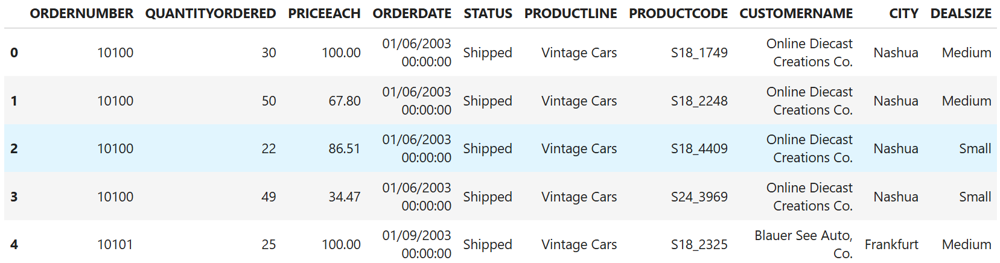 ORDERNUMBER QUANTITYORDERED PRICEEACH ORDERDATE STATUS PRODUCTLINE PRODUCTCODE CUSTOMERNAME CITY DEALSIZE
0 10100 30 100.00 01/06/2003 00:00:00 Shipped Vintage Cars S18_1749 Online Diecast Creations Co. Nashua Medium
1 10100 50 67.80 01/06/2003 00:00:00 Shipped Vintage Cars S18_2248 Online Diecast Creations Co. Nashua Medium
2 10100 22 86.51 01/06/2003 00:00:00 Shipped Vintage Cars S18_4409 Online Diecast Creations Co. Nashua Small
3 10100 49 34.47 01/06/2003 00:00:00 Shipped Vintage Cars S24_3969 Online Diecast Creations Co. Nashua Small
4 10101 25 100.00 01/09/2003 00:00:00 Shipped Vintage Cars S18_2325 Blauer See Auto, Co. Frankfurt Medium